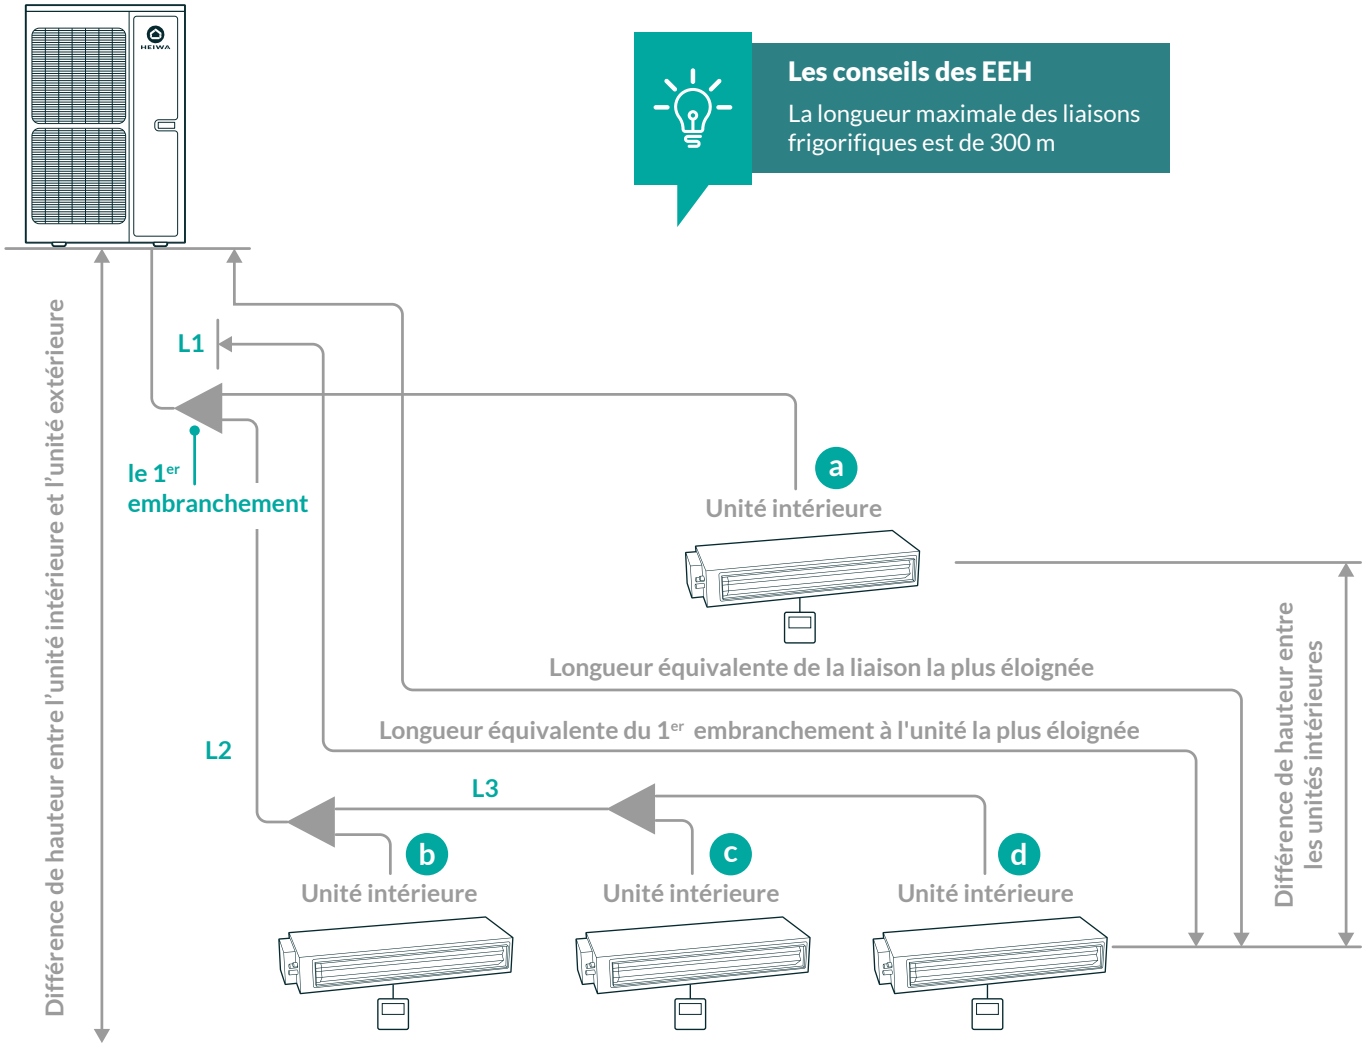 HEIWA
Les conseils des EEH
La longueur maximale des liaisons
frigorifiques est de 300 m
Différence de hauteur entre l'unité intérieure et l'unité extérieure
L1
le 1er
embranchement
a
Unité intérieure
Longueur équivalente de la liaison la plus éloignée
Longueur équivalente du 1er embranchement à l'unité la plus éloignée
Différence de hauteur entre
les unités intérieures
L2
L3
b
c
d
Unité intérieure
Unité intérieure
Unité intérieure